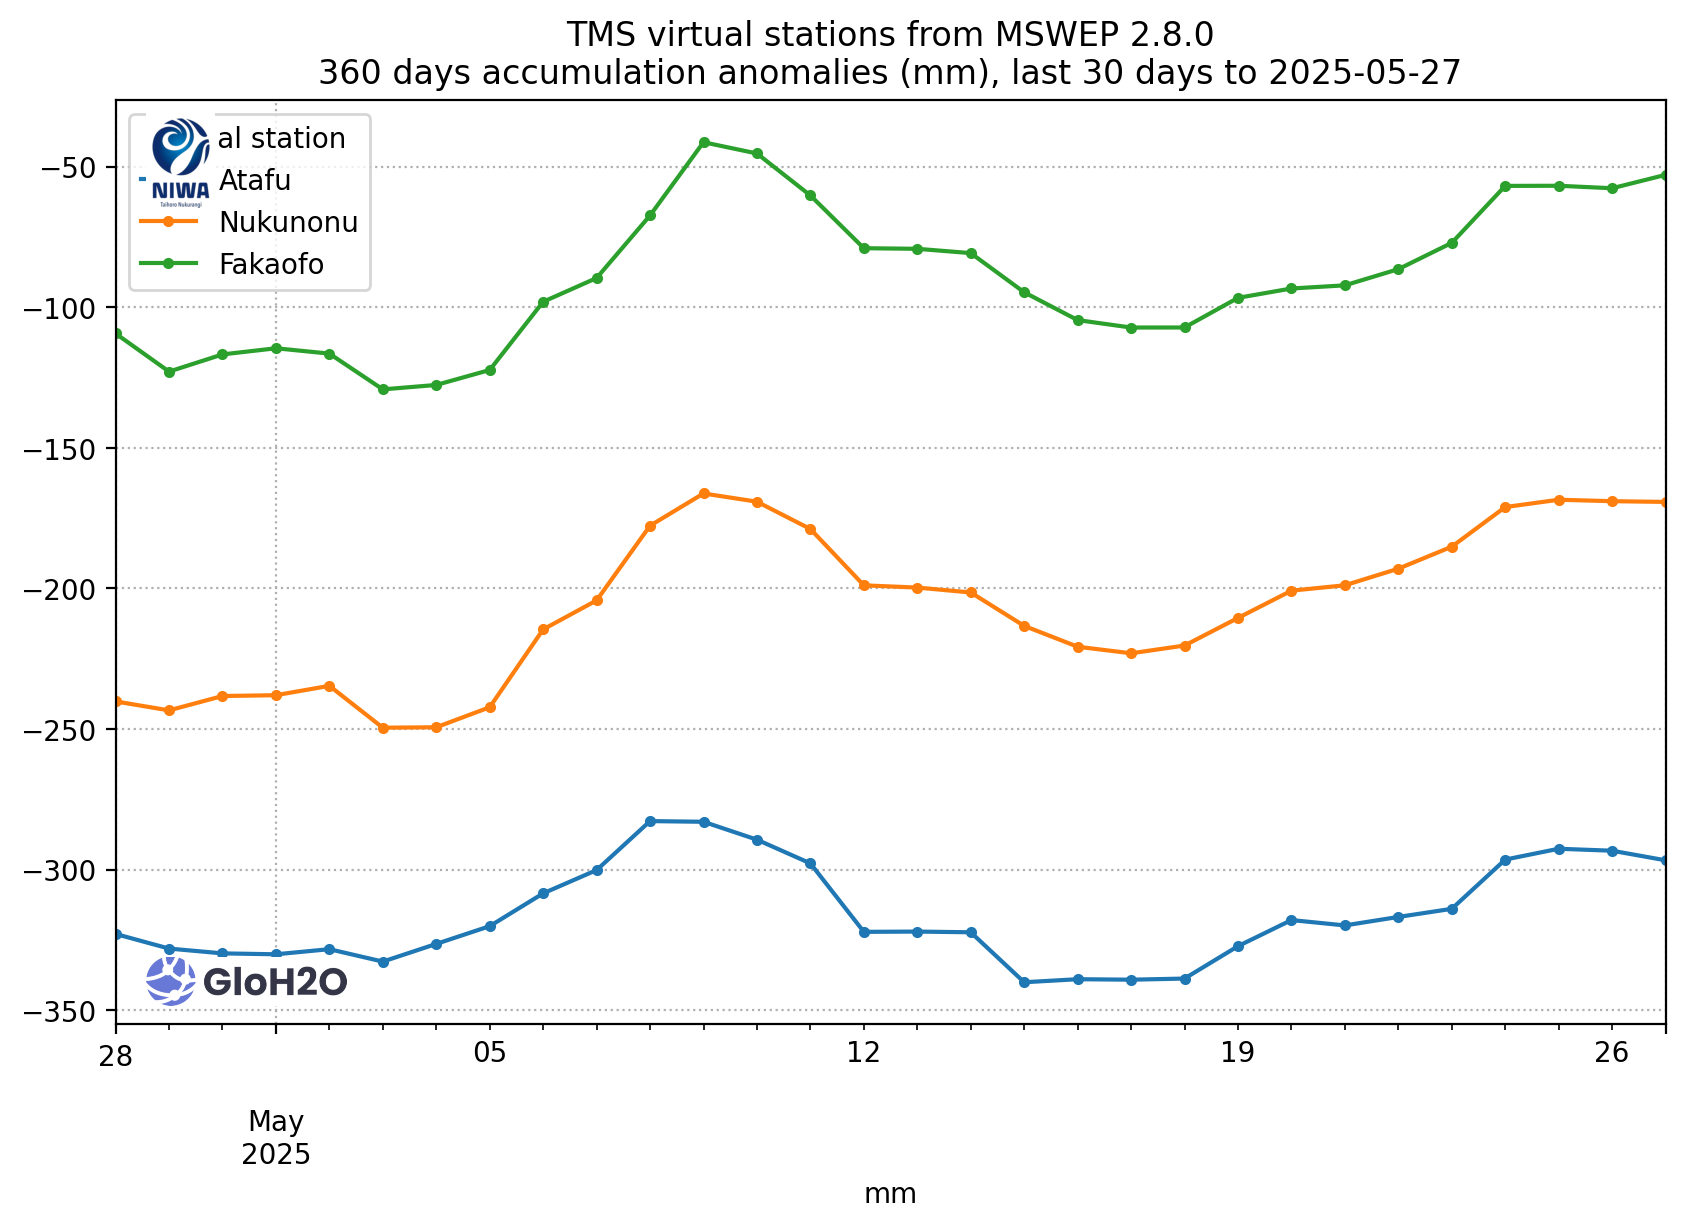 TMS virtual stations from MSWEP 2.8.0
360 days accumulation anomalies (mm), last 30 days to 2025-05-27
al station
Atafu
NIWA
Taihoro Nukurangi
Nukunonu
Fakaofo
−50
−100
−150
−200
−250
−300
−350
GloH2O
28
05
12
19
26
May
2025
mm